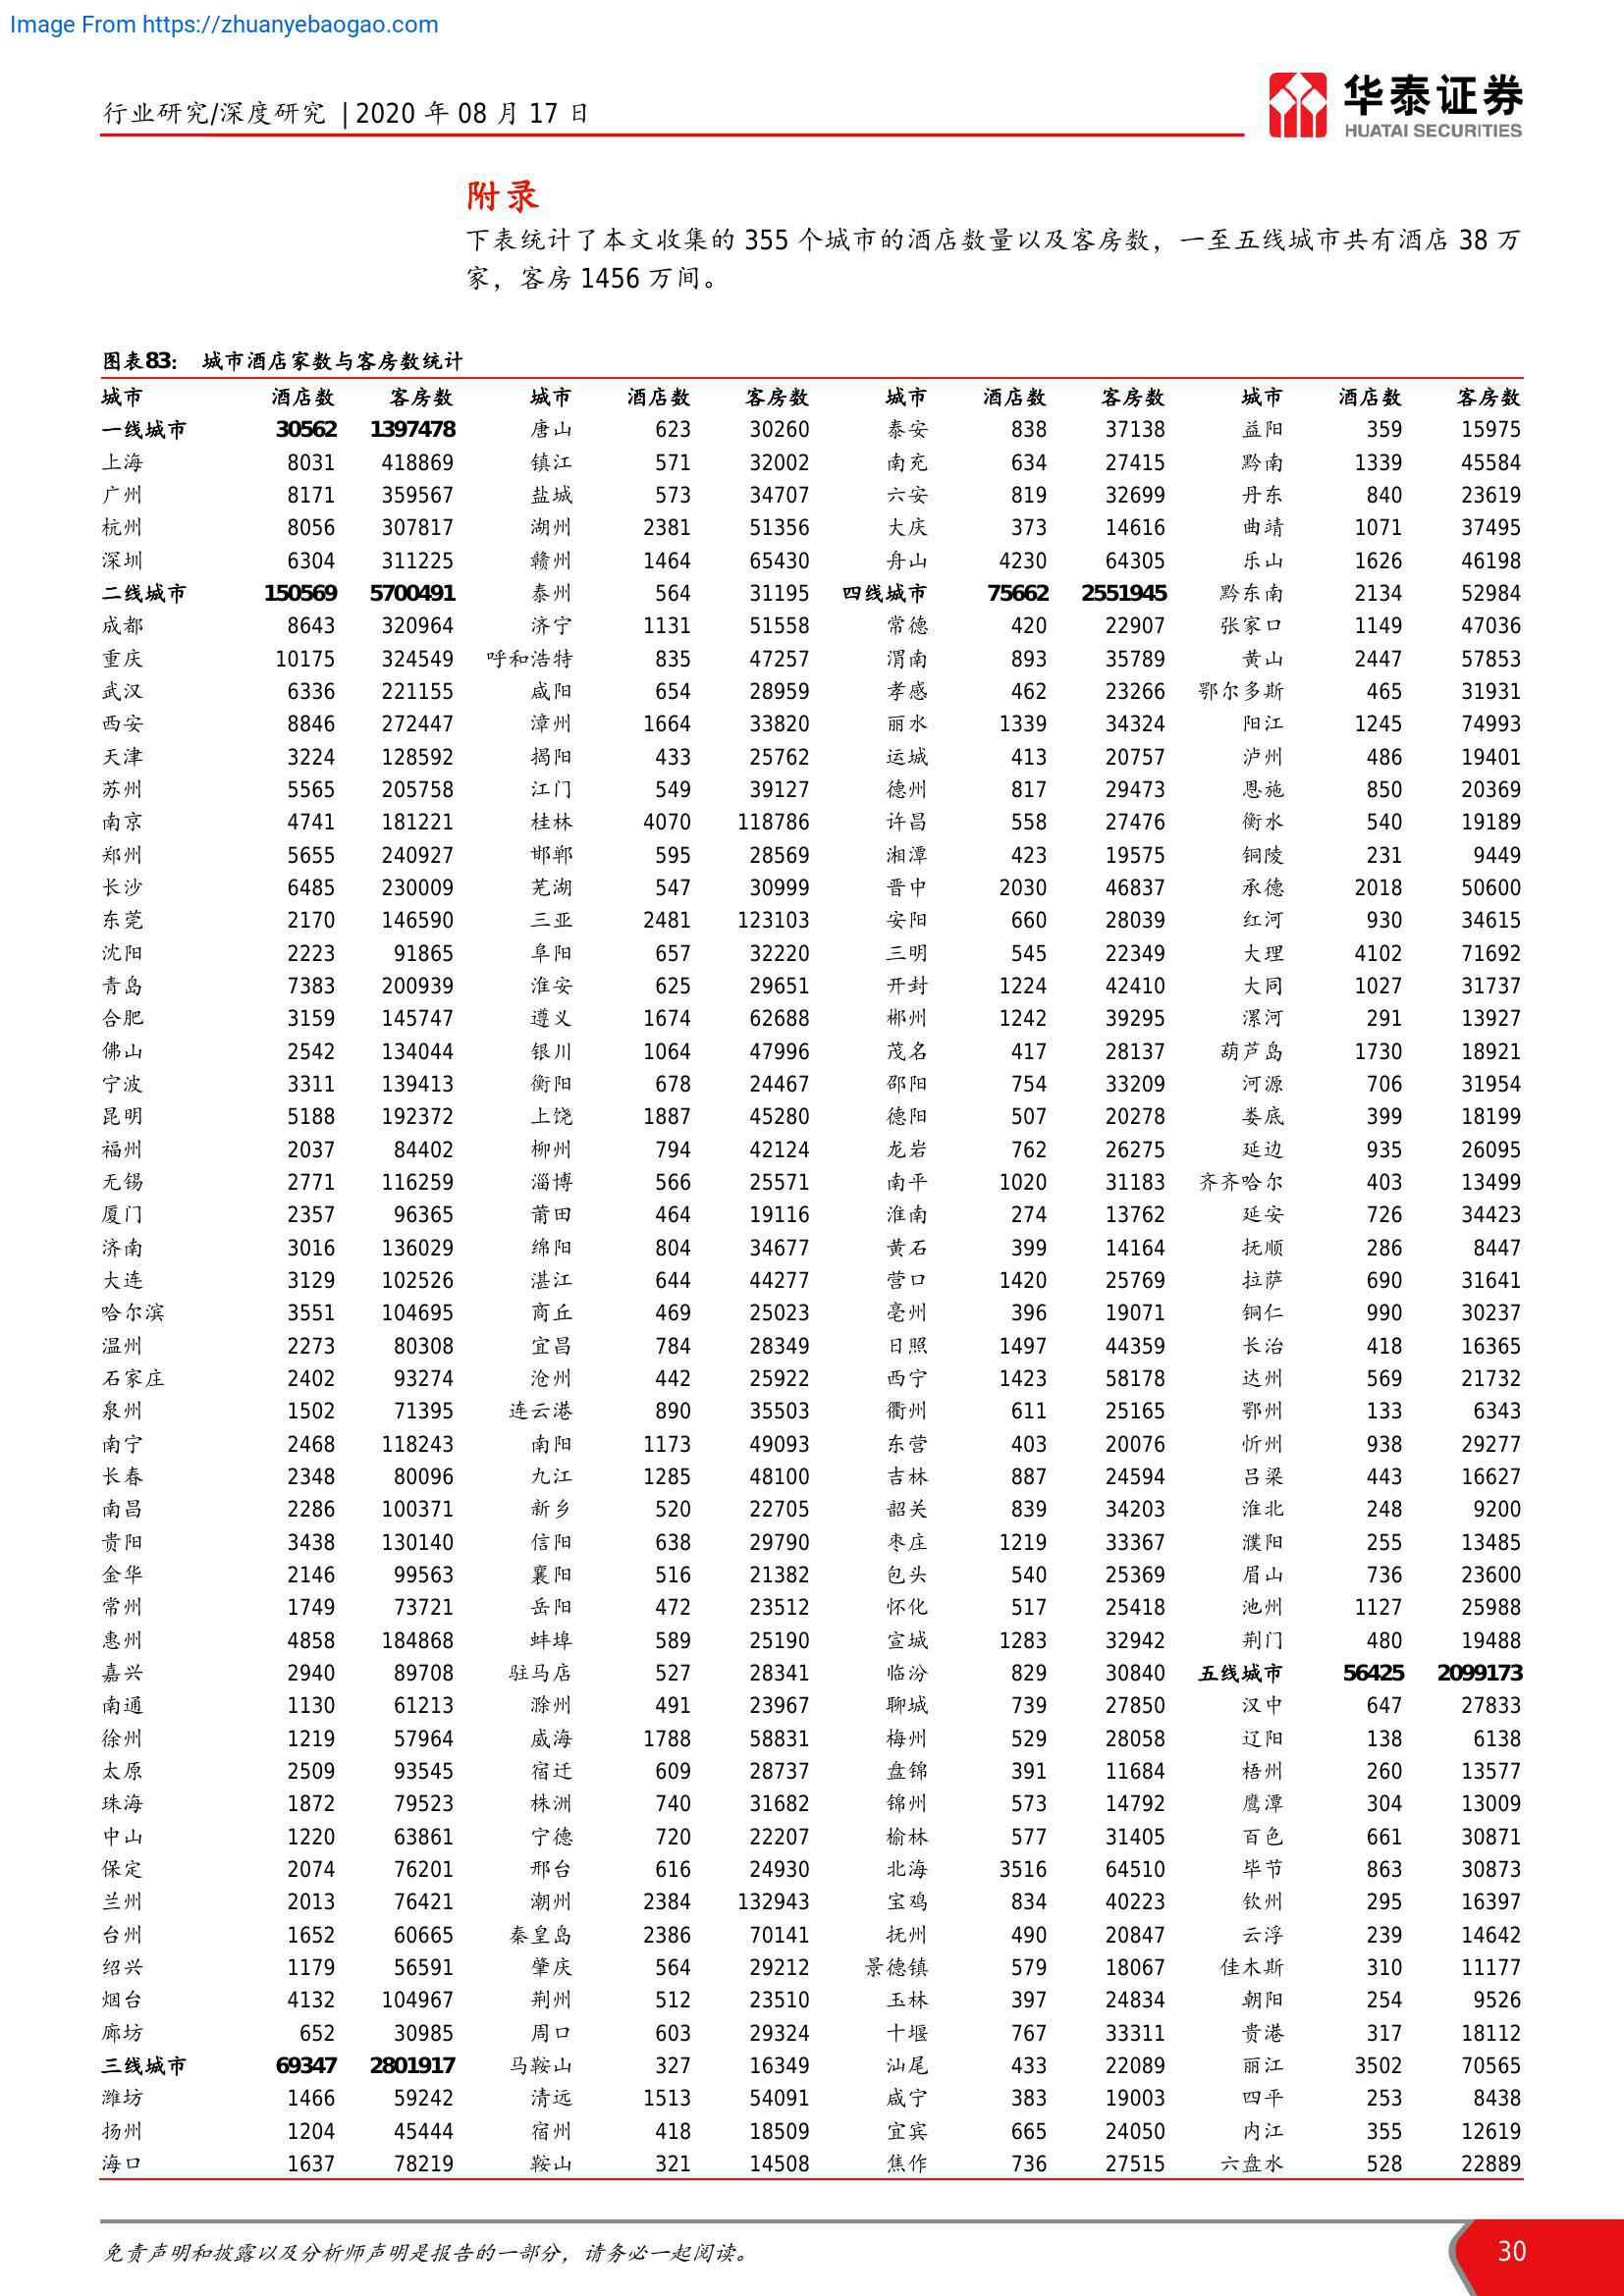 Image From https://zhuanyebaogao.com
行业研究/深度研究 | 2020 年 08 月 17 日
华泰证券
HUATAI SECURITIES
附录
下表统计了本文收集的 355 个城市的酒店数量以及客房数，一至五线城市共有酒店 38 万
家，客房 1456 万间。
图表83： 城市酒店家数与客房数统计
城市 酒店数 客房数 城市 酒店数 客房数 城市 酒店数 客房数 城市 酒店数 客房数
一线城市 30562 1397478 唐山 623 30260 泰安 838 37138 益阳 359 15975
上海 8031 418869 镇江 571 32002 南充 634 27415 黔南 1339 45584
广州 8171 359567 盐城 573 34707 六安 819 32699 丹东 840 23619
杭州 8056 307817 湖州 2381 51356 大庆 373 14616 曲靖 1071 37495
深圳 6304 311225 赣州 1464 65430 舟山 4230 64305 乐山 1626 46198
二线城市 150569 5700491 泰州 564 31195 四线城市 75662 2551945 黔东南 2134 52984
成都 8643 320964 济宁 1131 51558 常德 420 22907 张家口 1149 47036
重庆 10175 324549 呼和浩特 835 47257 渭南 893 35789 黄山 2447 57853
武汉 6336 221155 咸阳 654 28959 孝感 462 23266 鄂尔多斯 465 31931
西安 8846 272447 漳州 1664 33820 丽水 1339 34324 阳江 1245 74993
天津 3224 128592 揭阳 433 25762 运城 413 20757 泸州 486 19401
苏州 5565 205758 江门 549 39127 德州 817 29473 恩施 850 20369
南京 4741 181221 桂林 4070 118786 许昌 558 27476 衡水 540 19189
郑州 5655 240927 邯郸 595 28569 湘潭 423 19575 铜陵 231 9449
长沙 6485 230009 芜湖 547 30999 晋中 2030 46837 承德 2018 50600
东莞 2170 146590 三亚 2481 123103 安阳 660 28039 红河 930 34615
沈阳 2223 91865 阜阳 657 32220 三明 545 22349 大理 4102 71692
青岛 7383 200939 淮安 625 29651 开封 1224 42410 大同 1027 31737
合肥 3159 145747 遵义 1674 62688 郴州 1242 39295 漯河 291 13927
佛山 2542 134044 银川 1064 47996 茂名 417 28137 葫芦岛 1730 18921
宁波 3311 139413 衡阳 678 24467 邵阳 754 33209 河源 706 31954
昆明 5188 192372 上饶 1887 45280 德阳 507 20278 娄底 399 18199
福州 2037 84402 柳州 794 42124 龙岩 762 26275 延边 935 26095
无锡 2771 116259 淄博 566 25571 南平 1020 31183 齐齐哈尔 403 13499
厦门 2357 96365 莆田 464 19116 淮南 274 13762 延安 726 34423
济南 3016 136029 绵阳 804 34677 黄石 399 14164 抚顺 286 8447
大连 3129 102526 湛江 644 44277 营口 1420 25769 拉萨 690 31641
哈尔滨 3551 104695 商丘 469 25023 亳州 396 19071 铜仁 990 30237
温州 2273 80308 宜昌 784 28349 日照 1497 44359 长治 418 16365
石家庄 2402 93274 沧州 442 25922 西宁 1423 58178 达州 569 21732
泉州 1502 71395 连云港 890 35503 衢州 611 25165 鄂州 133 6343
南宁 2468 118243 南阳 1173 49093 东营 403 20076 忻州 938 29277
长春 2348 80096 九江 1285 48100 吉林 887 24594 吕梁 443 16627
南昌 2286 100371 新乡 520 22705 韶关 839 34203 淮北 248 9200
贵阳 3438 130140 信阳 638 29790 枣庄 1219 33367 濮阳 255 13485
金华 2146 99563 襄阳 516 21382 包头 540 25369 眉山 736 23600
常州 1749 73721 岳阳 472 23512 怀化 517 25418 池州 1127 25988
惠州 4858 184868 蚌埠 589 25190 宣城 1283 32942 荆门 480 19488
嘉兴 2940 89708 驻马店 527 28341 临汾 829 30840 五线城市 56425 2099173
南通 1130 61213 滁州 491 23967 聊城 739 27850 汉中 647 27833
徐州 1219 57964 威海 1788 58831 梅州 529 28058 辽阳 138 6138
太原 2509 93545 宿迁 609 28737 盘锦 391 11684 梧州 260 13577
珠海 1872 79523 株洲 740 31682 锦州 573 14792 鹰潭 304 13009
中山 1220 63861 宁德 720 22207 榆林 577 31405 百色 661 30871
保定 2074 76201 邢台 616 24930 北海 3516 64510 毕节 863 30873
兰州 2013 76421 潮州 2384 132943 宝鸡 834 40223 钦州 295 16397
台州 1652 60665 秦皇岛 2386 70141 抚州 490 20847 云浮 239 14642
绍兴 1179 56591 肇庆 564 29212 景德镇 579 18067 佳木斯 310 11177
烟台 4132 104967 荆州 512 23510 玉林 397 24834 朝阳 254 9526
廊坊 652 30985 周口 603 29324 十堰 767 33311 贵港 317 18112
三线城市 69347 2801917 马鞍山 327 16349 汕尾 433 22089 丽江 3502 70565
潍坊 1466 59242 清远 1513 54091 咸宁 383 19003 四平 253 8438
扬州 1204 45444 宿州 418 18509 宜宾 665 24050 内江 355 12619
海口 1637 78219 鞍山 321 14508 焦作 736 27515 六盘水 528 22889
免责声明和披露以及分析师声明是报告的一部分，请务必一起阅读。
30